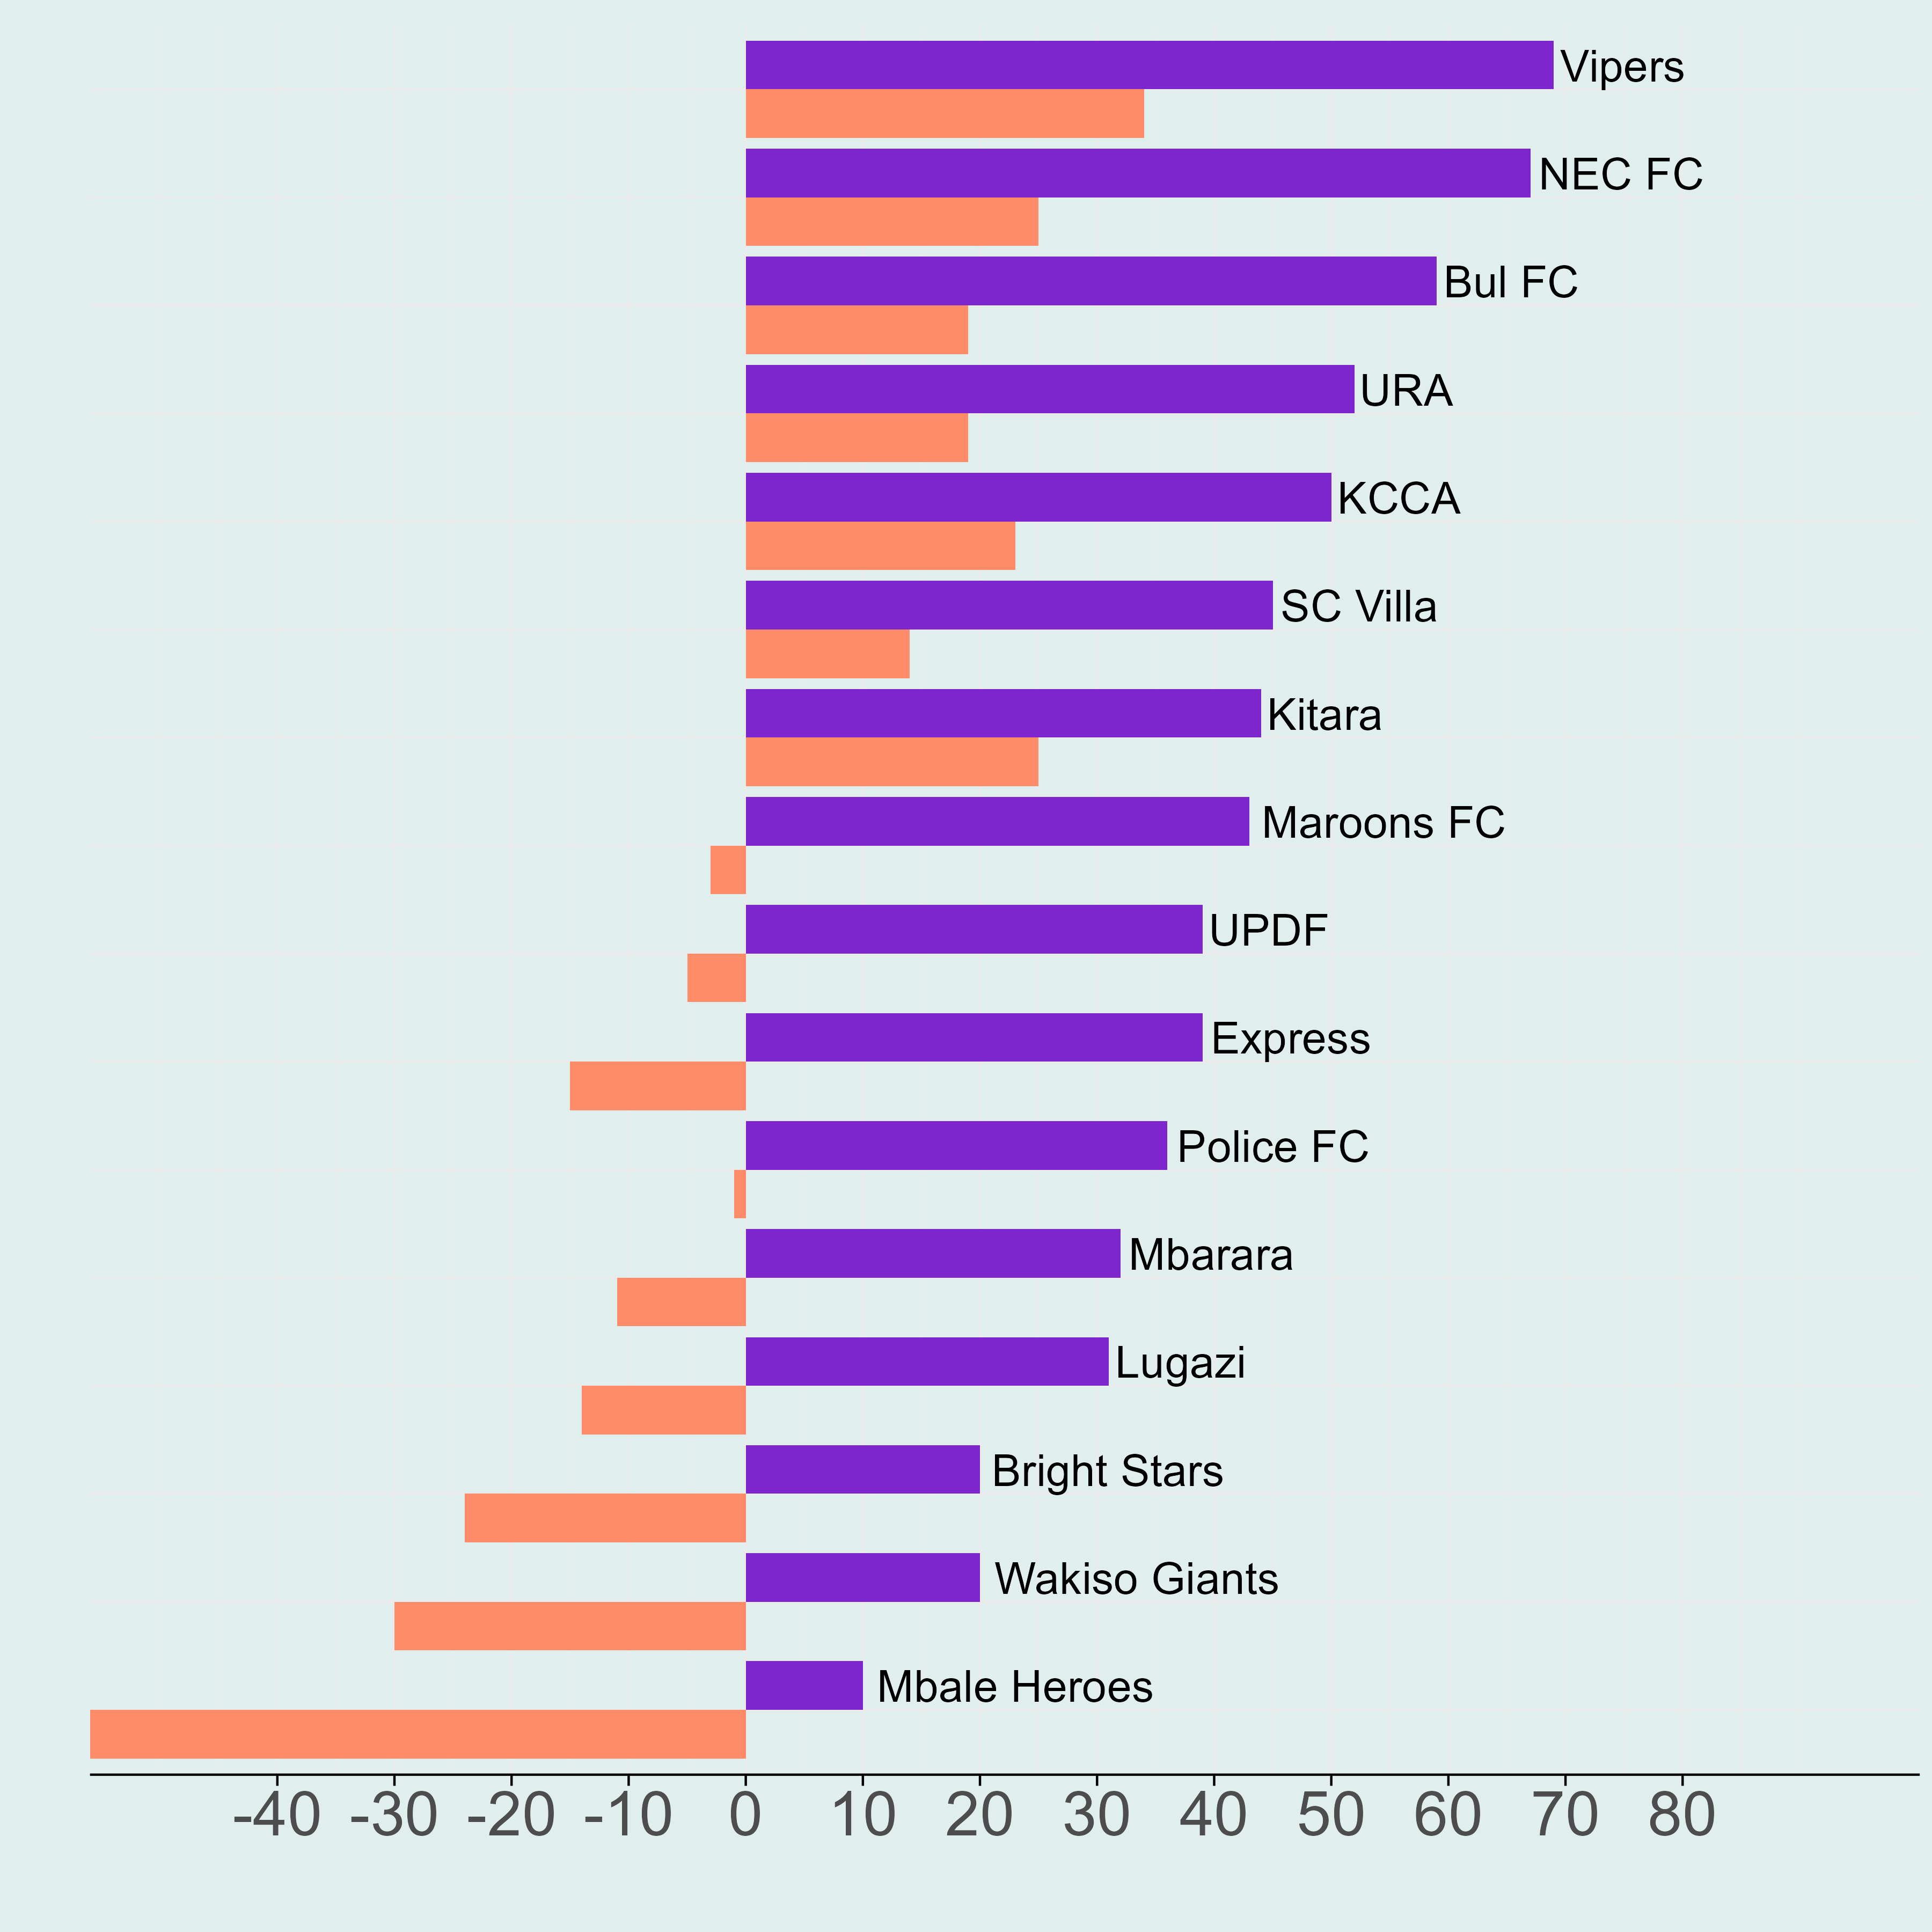 Vipers
NEC FC
Bul FC
URA
KCCA
SC Villa
Kitara
Maroons FC
UPDF
Express
Police FC
Mbarara
Lugazi
Bright Stars
Wakiso Giants
Mbale Heroes
-40 -30 -20 -10 0 10 20 30 40 50 60 70 80